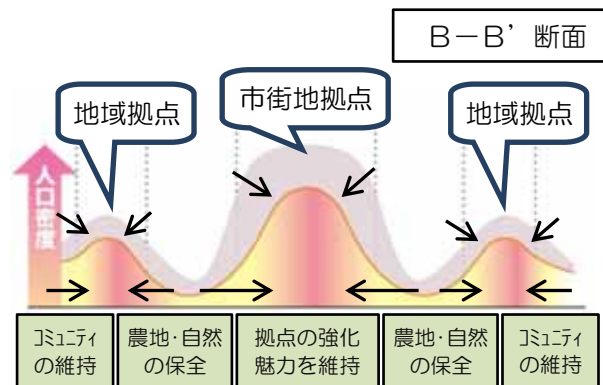 B－B’ 断面
地域拠点
市街地拠点
地域拠点
人口密度
ｺﾐｭﾆﾃｨ
の維持
農地･自然
の保全
拠点の強化
魅力を維持
農地･自然
の保全
ｺﾐｭﾆﾃｨ
の維持